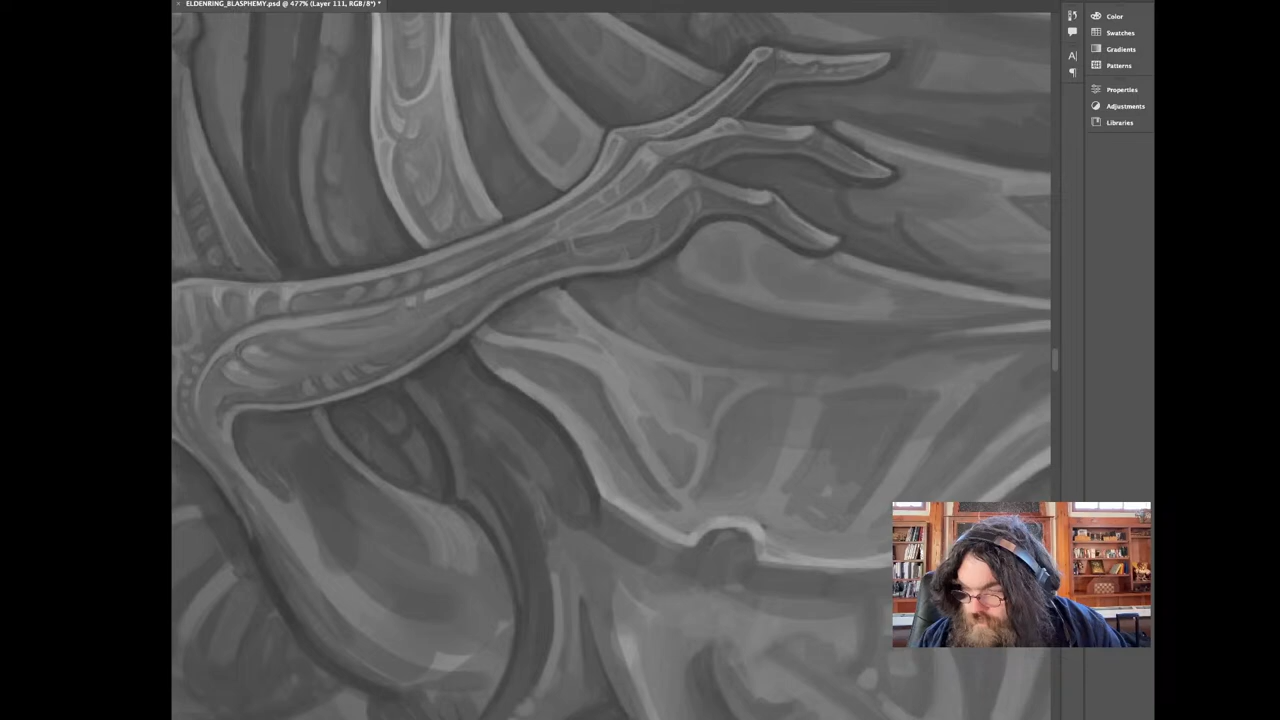 × ELDENRING_BLASPHEMY.psd @ 477% (Layer 111, RGB/8*) *
Color
Swatches
Gradients
Patterns
Properties
Adjustments
Libraries